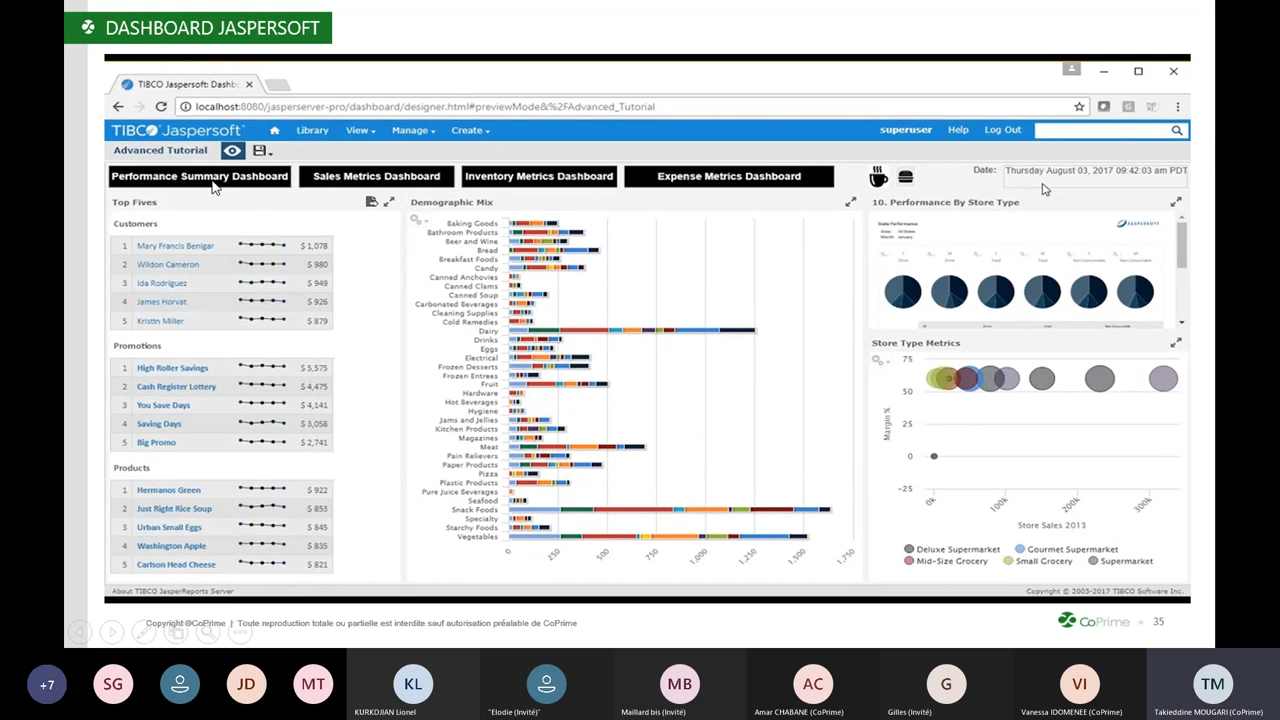 DASHBOARD JASPERSOFT
TIBCO Jaspersoft: Dashb
localhost:8080/jasperserver-pro/dashboard/designer.html#previewMode&%2FAdvanced_Tutorial
TIBCO Jaspersoft™ Library View Manage Create superuser Help Log Out
Advanced Tutorial
Performance Summary Dashboard Sales Metrics Dashboard Inventory Metrics Dashboard Expense Metrics Dashboard Date: Thursday August 03, 2017 09:42:03 am PDT
Top Fives
Customers
1 Mary Francis Benigar $ 1,078
2 Wildon Cameron $ 980
3 Ida Rodriguez $ 949
4 James Horvat $ 926
5 Kristin Miller $ 879
Promotions
1 High Roller Savings $ 5,575
2 Cash Register Lottery $ 4,475
3 You Save Days $ 4,141
4 Saving Days $ 3,058
5 Big Promo $ 2,741
Products
1 Hermanos Green $ 922
2 Just Right Rice Soup $ 853
3 Urban Small Eggs $ 845
4 Washington Apple $ 835
5 Carlson Head Cheese $ 821
Demographic Mix
Baking Goods
Bathroom Products
Beer and Wine
Bread
Breakfast Foods
Candy
Canned Anchovies
Canned Clams
Canned Soup
Carbonated Beverages
Cleaning Supplies
Cold Remedies
Dairy
Drinks
Eggs
Electrical
Frozen Desserts
Frozen Entrees
Fruit
Hardware
Hot Beverages
Hygiene
Jams and Jellies
Kitchen Products
Magazines
Meat
Pain Relievers
Paper Products
Pizza
Plastic Products
Pure Juice Beverages
Seafood
Snack Foods
Specialty
Starchy Foods
Vegetables
0 250 500 750 1,000 1,250 1,500 1,750
10. Performance By Store Type
JASPERSOFT
Store Type Metrics
75
50
25
0
-25
Margin %
0k 100k 200k 300k
Store Sales 2013
Deluxe Supermarket Gourmet Supermarket
Mid-Size Grocery Small Grocery Supermarket
About TIBCO JasperReports Server Copyright © 2005-2017 TIBCO Software Inc.
Copyright ©CoPrime | Toute reproduction totale ou partielle est interdite sauf autorisation préalable de CoPrime
CoPrime 35
+7 SG JD MT KL MB AC G VI TM
KURKDJIAN Lionel "Elodie (Invité)" Maillard bis (Invité) Amar CHABANE (CoPrime) Gilles (Invité) Vanessa IDOMENEE (CoPrime) Takieddine MOUGARI (CoPrime)